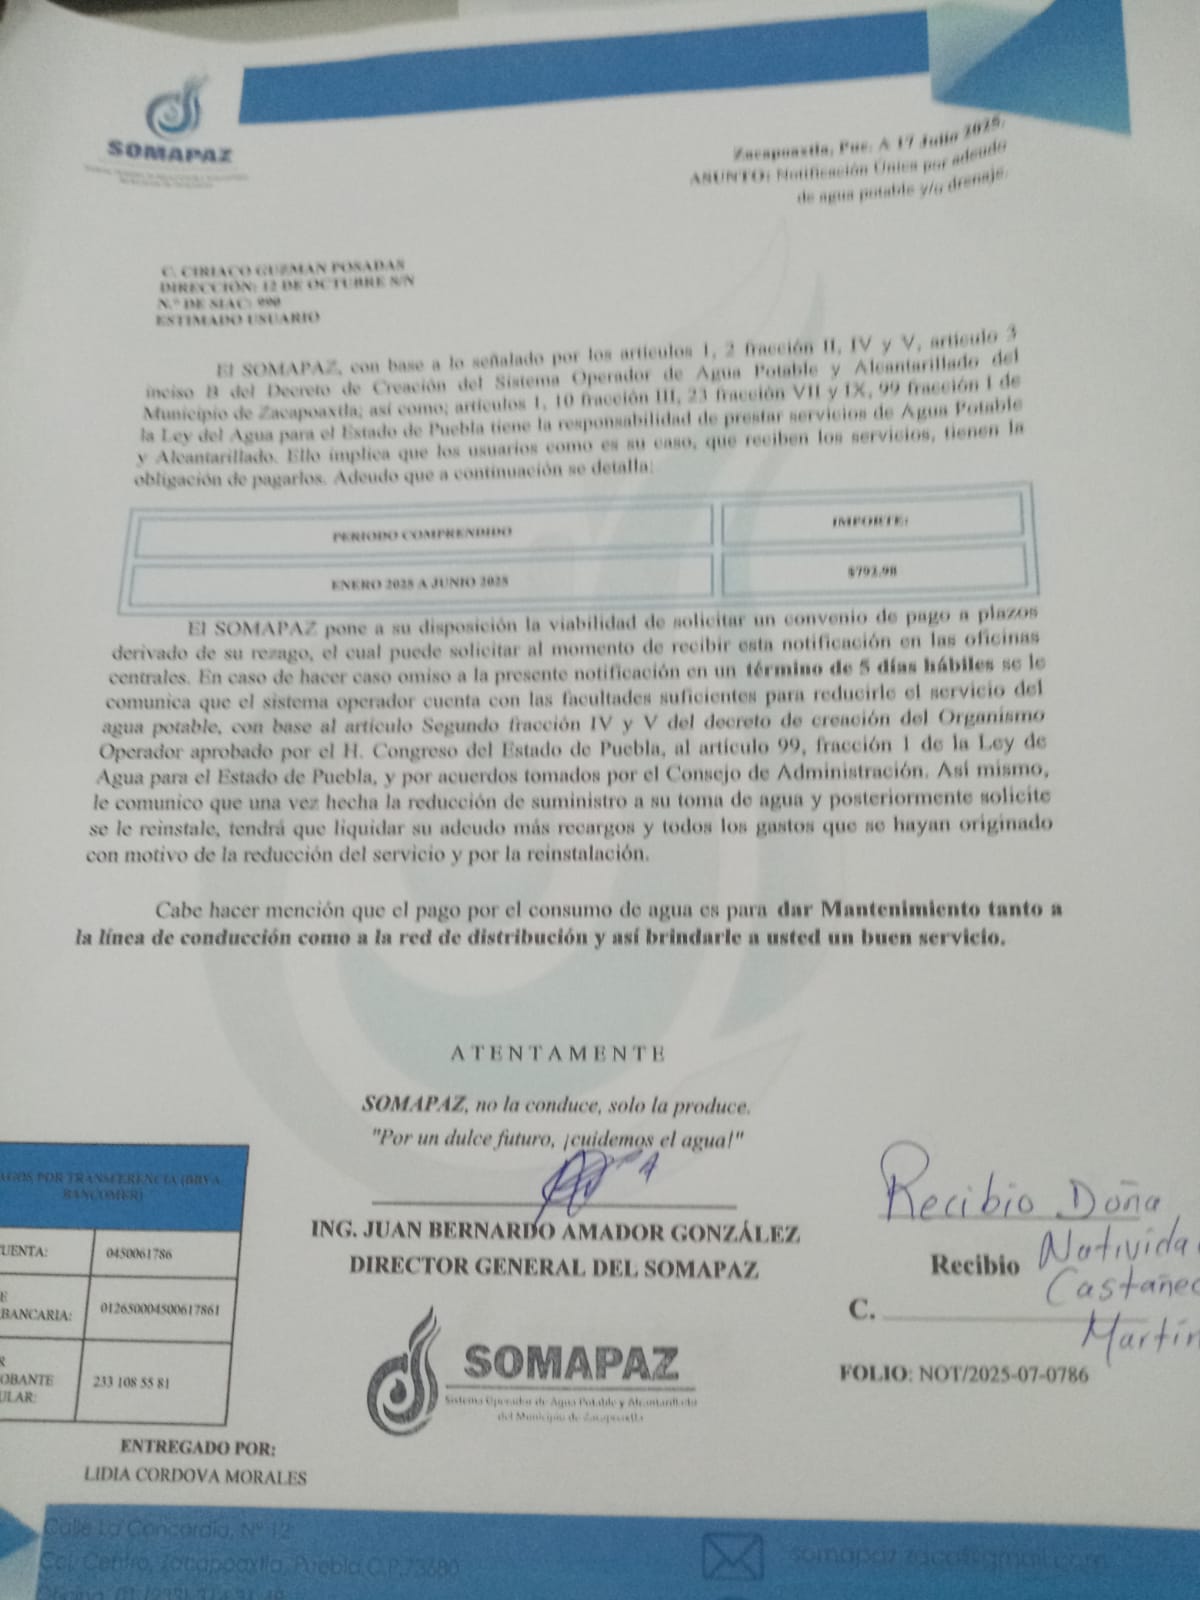 SOMAPAZ
Zacapoaxtla, Pue. A 17 Julio 2025.
ASUNTO: Notificación Única por adeudo
de agua potable y/o drenaje.
C. CIRIACO GUZMAN POSADAS
DIRECCIÓN: 12 DE OCTUBRE S/N
N.° DE SIAC: 990
ESTIMADO USUARIO
El SOMAPAZ, con base a lo señalado por los artículos 1, 2 fracción II, IV y V, artículo 3
inciso B del Decreto de Creación del Sistema Operador de Agua Potable y Alcantarillado del
Municipio de Zacapoaxtla; así como; artículos 1, 10 fracción III, 23 fracción VII y IX, 99 fracción I de
la Ley del Agua para el Estado de Puebla tiene la responsabilidad de prestar servicios de Agua Potable
y Alcantarillado. Ello implica que los usuarios como es su caso, que reciben los servicios, tienen la
obligación de pagarlos. Adeudo que a continuación se detalla:
PERIODO COMPRENDIDO IMPORTE:
ENERO 2025 A JUNIO 2025 $792.98
El SOMAPAZ pone a su disposición la viabilidad de solicitar un convenio de pago a plazos
derivado de su rezago, el cual puede solicitar al momento de recibir esta notificación en las oficinas
centrales. En caso de hacer caso omiso a la presente notificación en un término de 5 días hábiles se le
comunica que el sistema operador cuenta con las facultades suficientes para reducirle el servicio del
agua potable, con base al artículo Segundo fracción IV y V del decreto de creación del Organismo
Operador aprobado por el H. Congreso del Estado de Puebla, al artículo 99, fracción 1 de la Ley de
Agua para el Estado de Puebla, y por acuerdos tomados por el Consejo de Administración. Así mismo,
le comunico que una vez hecha la reducción de suministro a su toma de agua y posteriormente solicite
se le reinstale, tendrá que liquidar su adeudo más recargos y todos los gastos que se hayan originado
con motivo de la reducción del servicio y por la reinstalación.
Cabe hacer mención que el pago por el consumo de agua es para dar Mantenimiento tanto a
la línea de conducción como a la red de distribución y así brindarle a usted un buen servicio.
ATENTAMENTE
SOMAPAZ, no la conduce, solo la produce.
"Por un dulce futuro, ¡cuidemos el agua!"
ING. JUAN BERNARDO AMADOR GONZÁLEZ
DIRECTOR GENERAL DEL SOMAPAZ
AGOS POR TRANSFERENCIA (BBVA
BANCOMER)
UENTA: 0450061786
E
BANCARIA: 012650004500617861
R
OBANTE
ULAR: 233 108 55 81
ENTREGADO POR:
LIDIA CORDOVA MORALES
SOMAPAZ
Sistema Operador de Agua Potable y Alcantarillado
del Municipio de Zacapoaxtla
Recibio Doña
Nativida
Recibio
Castañed
C.
Martín
FOLIO: NOT/2025-07-0786
Calle La Concordia, N° 12
Col. Centro, Zacapoaxtla, Puebla C.P.73680
somapaz.zaca@gmail.com